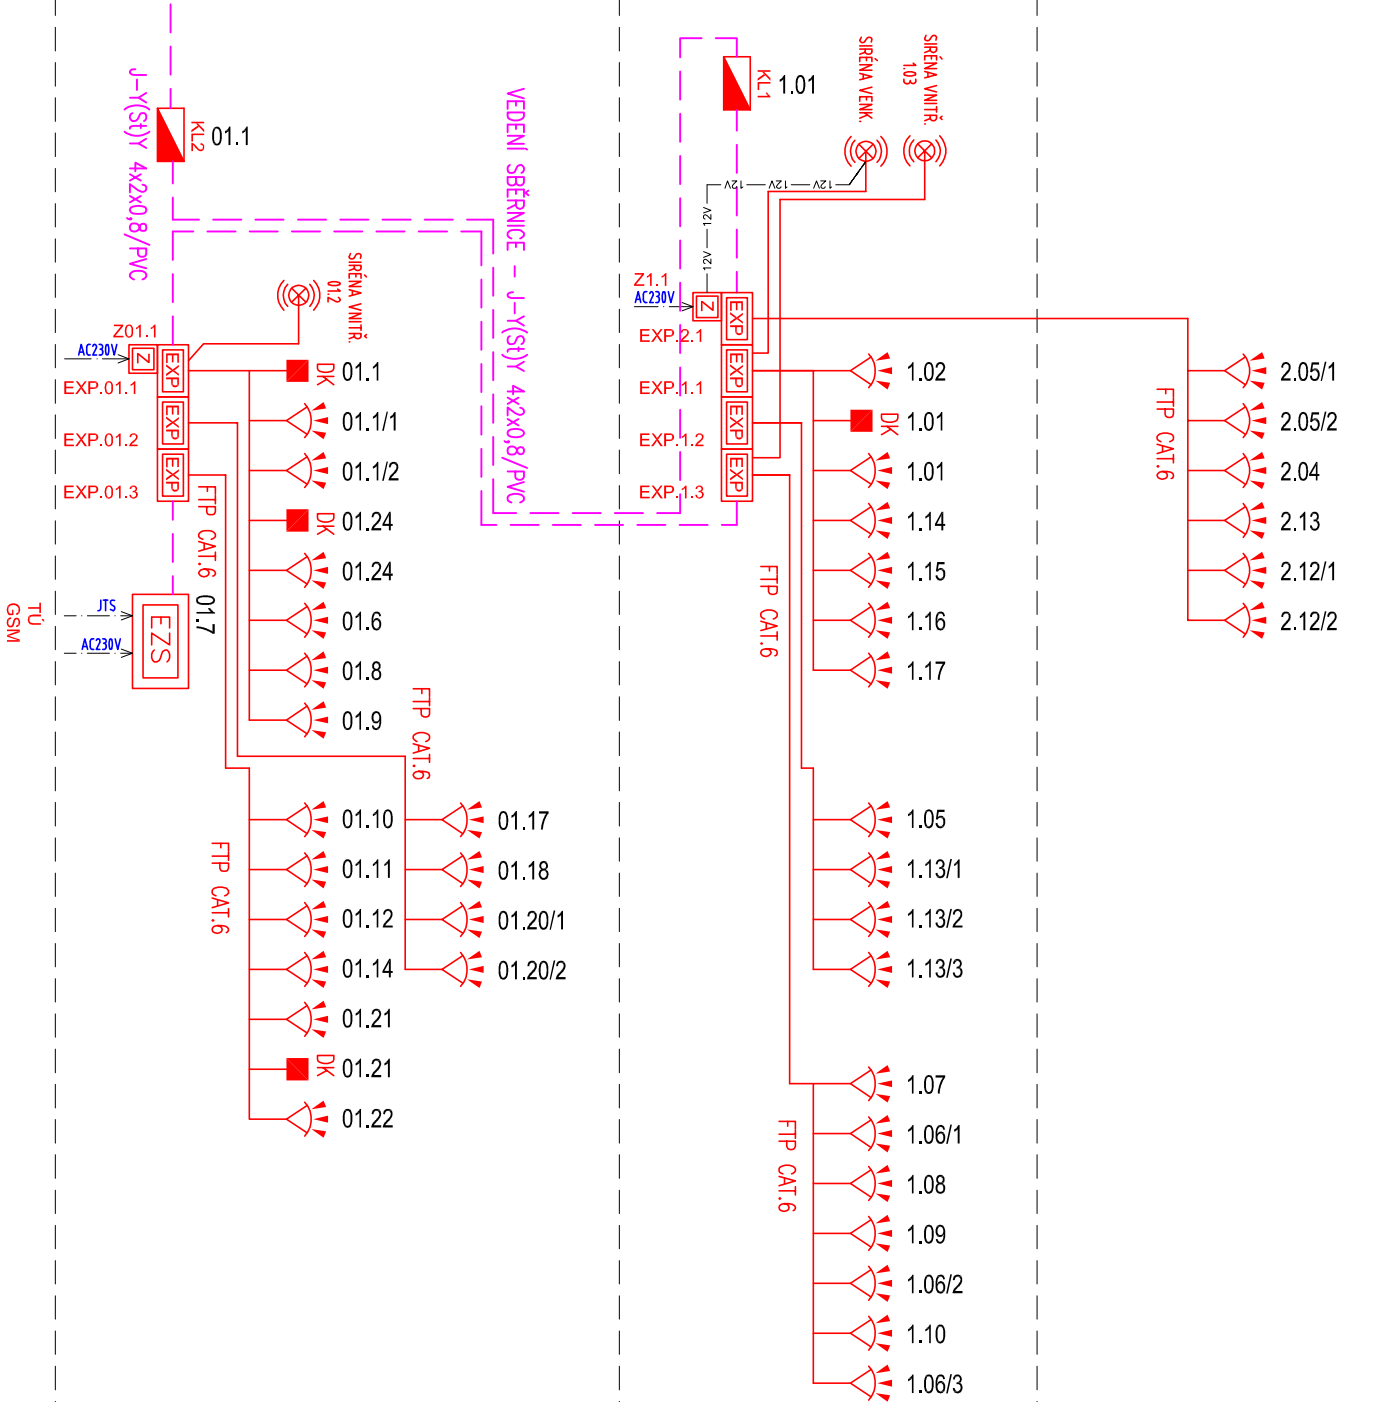 J-Y(St)Y 4x2x0,8/PVC
KL2
01.1
VEDENÍ SBĚRNICE - J-Y(St)Y 4x2x0,8/PVC
SIRÉNA VNITŘ.
01.2
Z01.1
AC230V
Z
EXP
EXP
EXP
EXP.01.1
EXP.01.2
EXP.01.3
FTP CAT.6
01.7
EZS
JTS
AC230V
TÚ
GSM
DK 01.1
01.1/1
01.1/2
DK 01.24
01.24
01.6
01.8
01.9
FTP CAT.6
01.10
01.11
01.12
01.14
01.21
DK 01.21
01.22
FTP CAT.6
01.17
01.18
01.20/1
01.20/2
KL1
1.01
SIRÉNA VENK.
SIRÉNA VNITŘ.
1.03
12V
12V
12V
12V
12V
Z1.1
AC230V
Z
EXP
EXP
EXP
EXP
EXP.2.1
EXP.1.1
EXP.1.2
EXP.1.3
FTP CAT.6
1.02
DK 1.01
1.01
1.14
1.15
1.16
1.17
1.05
1.13/1
1.13/2
1.13/3
FTP CAT.6
1.07
1.06/1
1.08
1.09
1.06/2
1.10
1.06/3
FTP CAT.6
2.05/1
2.05/2
2.04
2.13
2.12/1
2.12/2